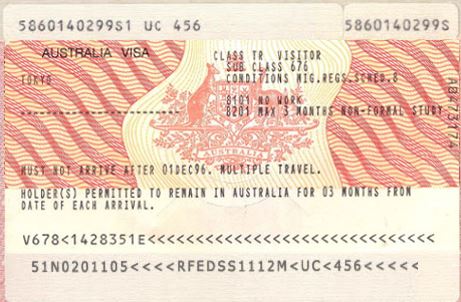 5860140299S1 UC 456 5860140299S
AUSTRALIA VISA CLASS TR VISITOR
SUB CLASS 676
TOKYO CONDITIONS MIG.REGS.SCHED.8
8101 NO WORK
-------------------- 8201 MAX 3 MONTHS NON-FORMAL STUDY
AUSTRALIA
MUST NOT ARRIVE AFTER 01DEC96. MULTIPLE TRAVEL.
HOLDER(S) PERMITTED TO REMAIN IN AUSTRALIA FOR 03 MONTHS FROM
DATE OF EACH ARRIVAL.
V678<1428351E<<<<<<<<<<<<<<<<<<<<<<<<<<<<<<<
51N0201105<<<<RFEDSS1112M<UC<456<<<<<